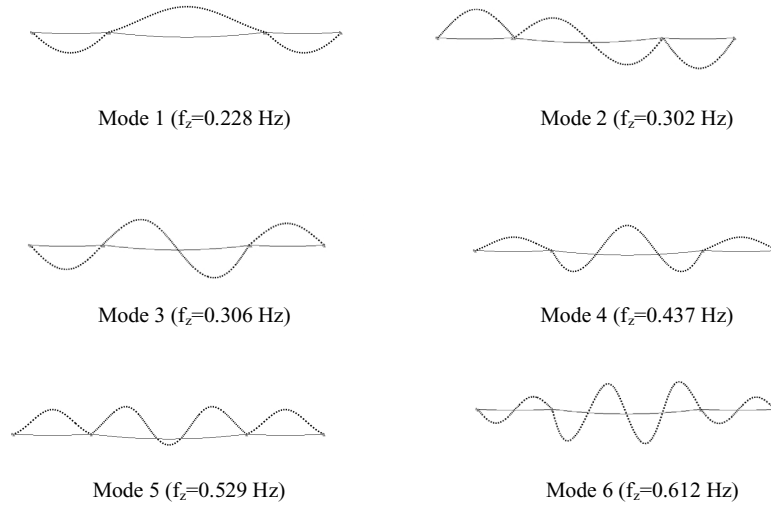 Mode 1 (fz=0.228 Hz)
Mode 2 (fz=0.302 Hz)
Mode 3 (fz=0.306 Hz)
Mode 4 (fz=0.437 Hz)
Mode 5 (fz=0.529 Hz)
Mode 6 (fz=0.612 Hz)